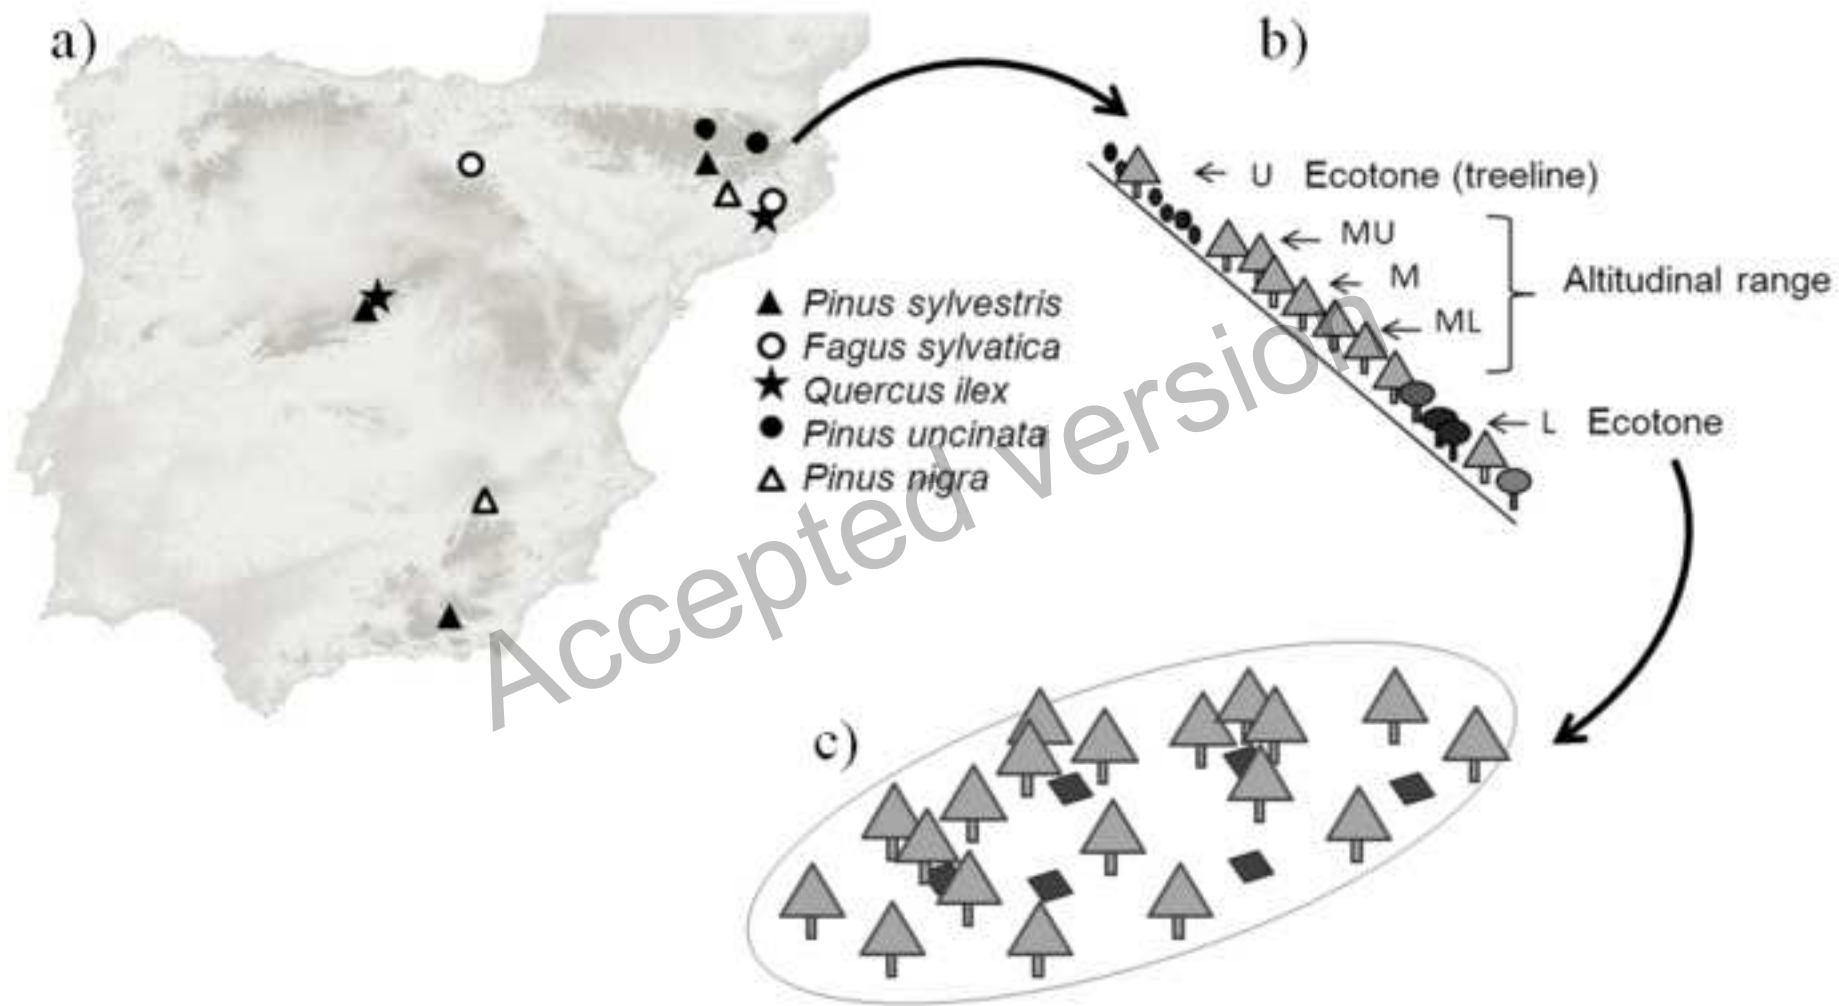 a)
b)
U Ecotone (treeline)
MU
M
Altitudinal range
ML
L Ecotone
Pinus sylvestris
Fagus sylvatica
Quercus ilex
Pinus uncinata
Pinus nigra
Accepted version
c)